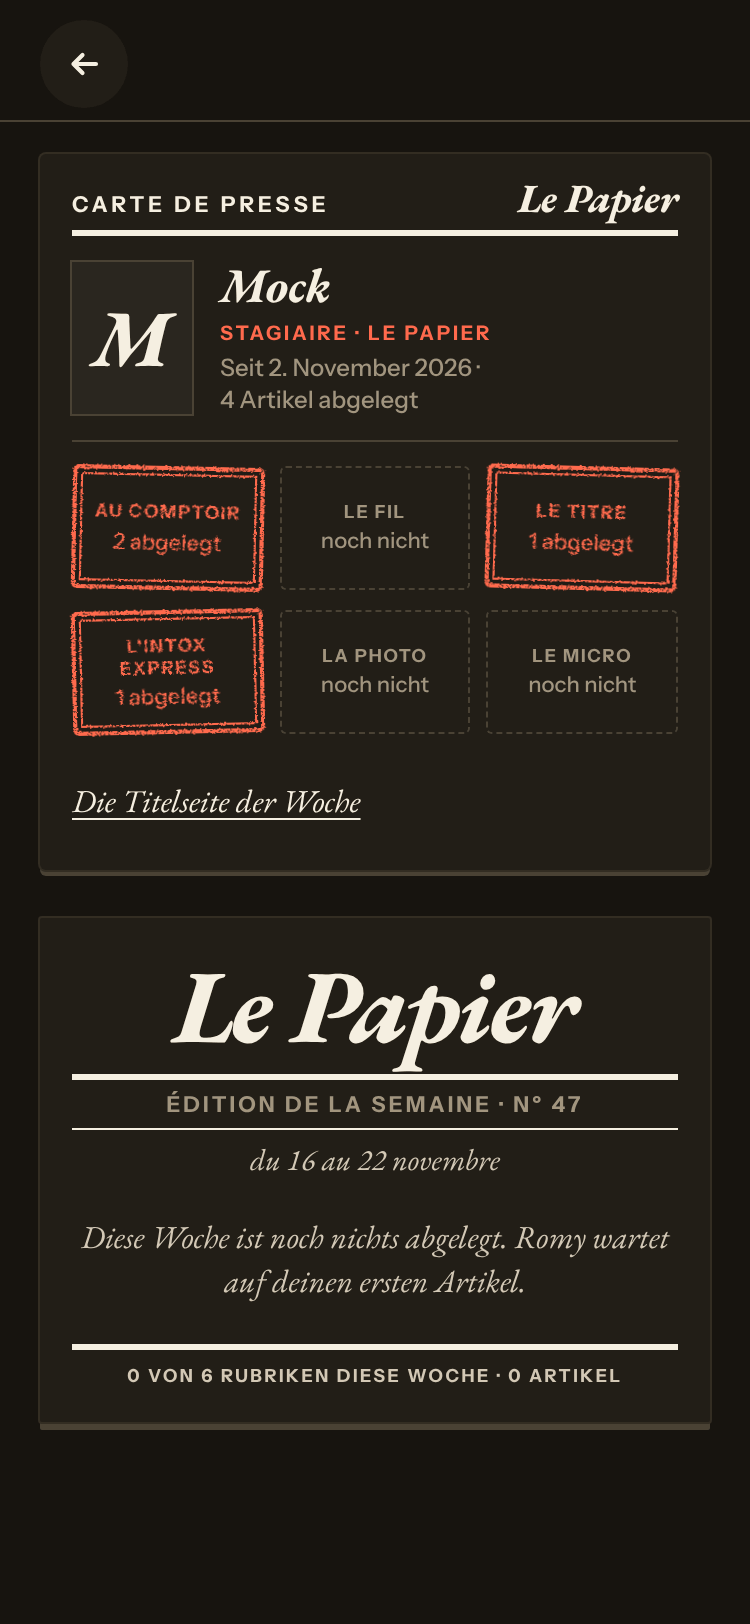 CARTE DE PRESSE
Le Papier
M
Mock
STAGIAIRE · LE PAPIER
Seit 2. November 2026 ·
4 Artikel abgelegt
AU COMPTOIR
2 abgelegt
LE FIL
noch nicht
LE TITRE
1 abgelegt
L'INTOX
EXPRESS
1 abgelegt
LA PHOTO
noch nicht
LE MICRO
noch nicht
Die Titelseite der Woche
Le Papier
ÉDITION DE LA SEMAINE · N° 47
du 16 au 22 novembre
Diese Woche ist noch nichts abgelegt. Romy wartet
auf deinen ersten Artikel.
0 VON 6 RUBRIKEN DIESE WOCHE · 0 ARTIKEL